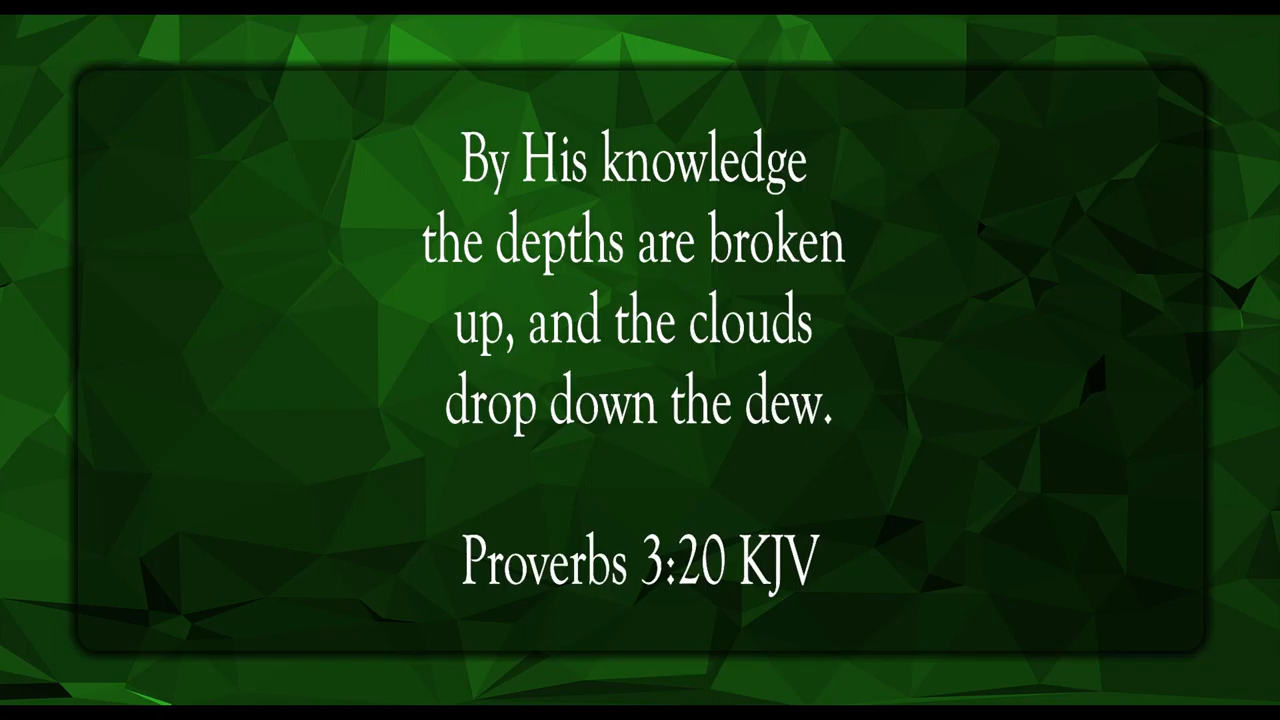 By His knowledge
the depths are broken
up, and the clouds
drop down the dew.
Proverbs 3:20 KJV